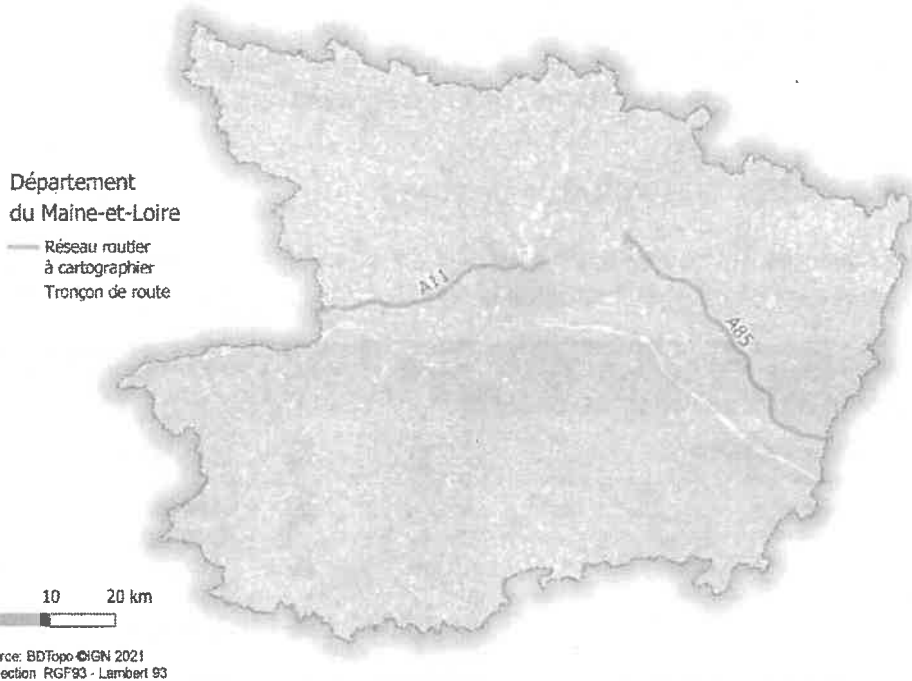 Département
du Maine-et-Loire
Réseau routier
à cartographier
Tronçon de route
A11
A85
10 20 km
rce: BDTopo ©IGN 2021
ection RGF93 - Lambert 93